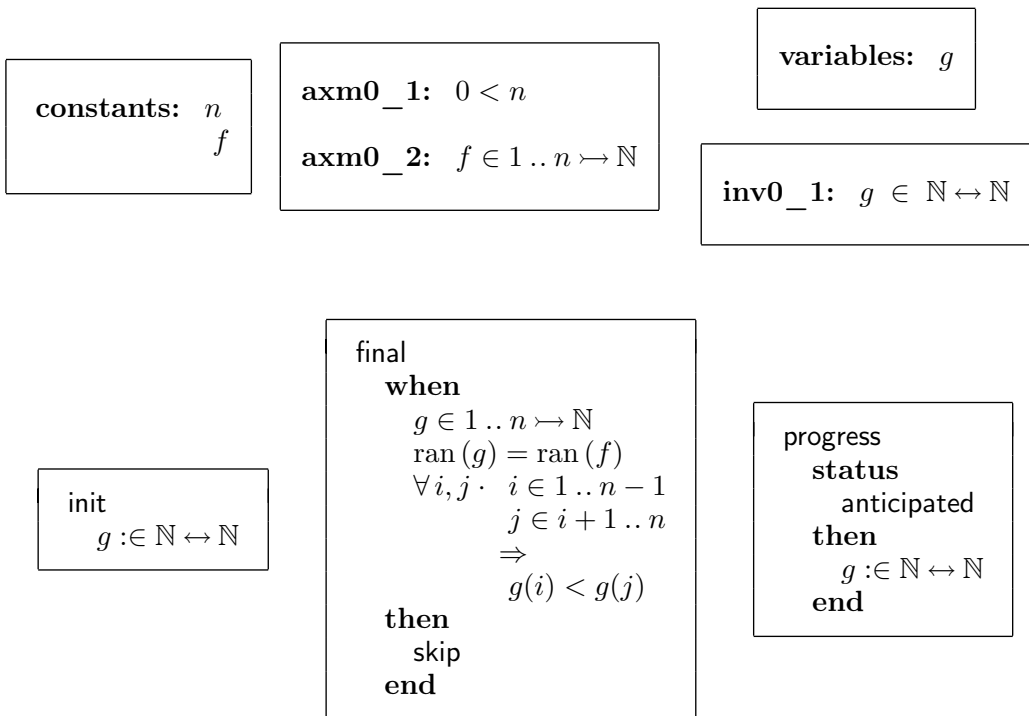 constants: n
f
axm0_1: 0 < n
axm0_2: f ∈ 1 .. n ↣ ℕ
variables: g
inv0_1: g ∈ ℕ ↔ ℕ
init
g :∈ ℕ ↔ ℕ
final
when
g ∈ 1 .. n ↣ ℕ
ran (g) = ran (f)
∀ i, j · i ∈ 1 .. n − 1
j ∈ i + 1 .. n
⇒
g(i) < g(j)
then
skip
end
progress
status
anticipated
then
g :∈ ℕ ↔ ℕ
end